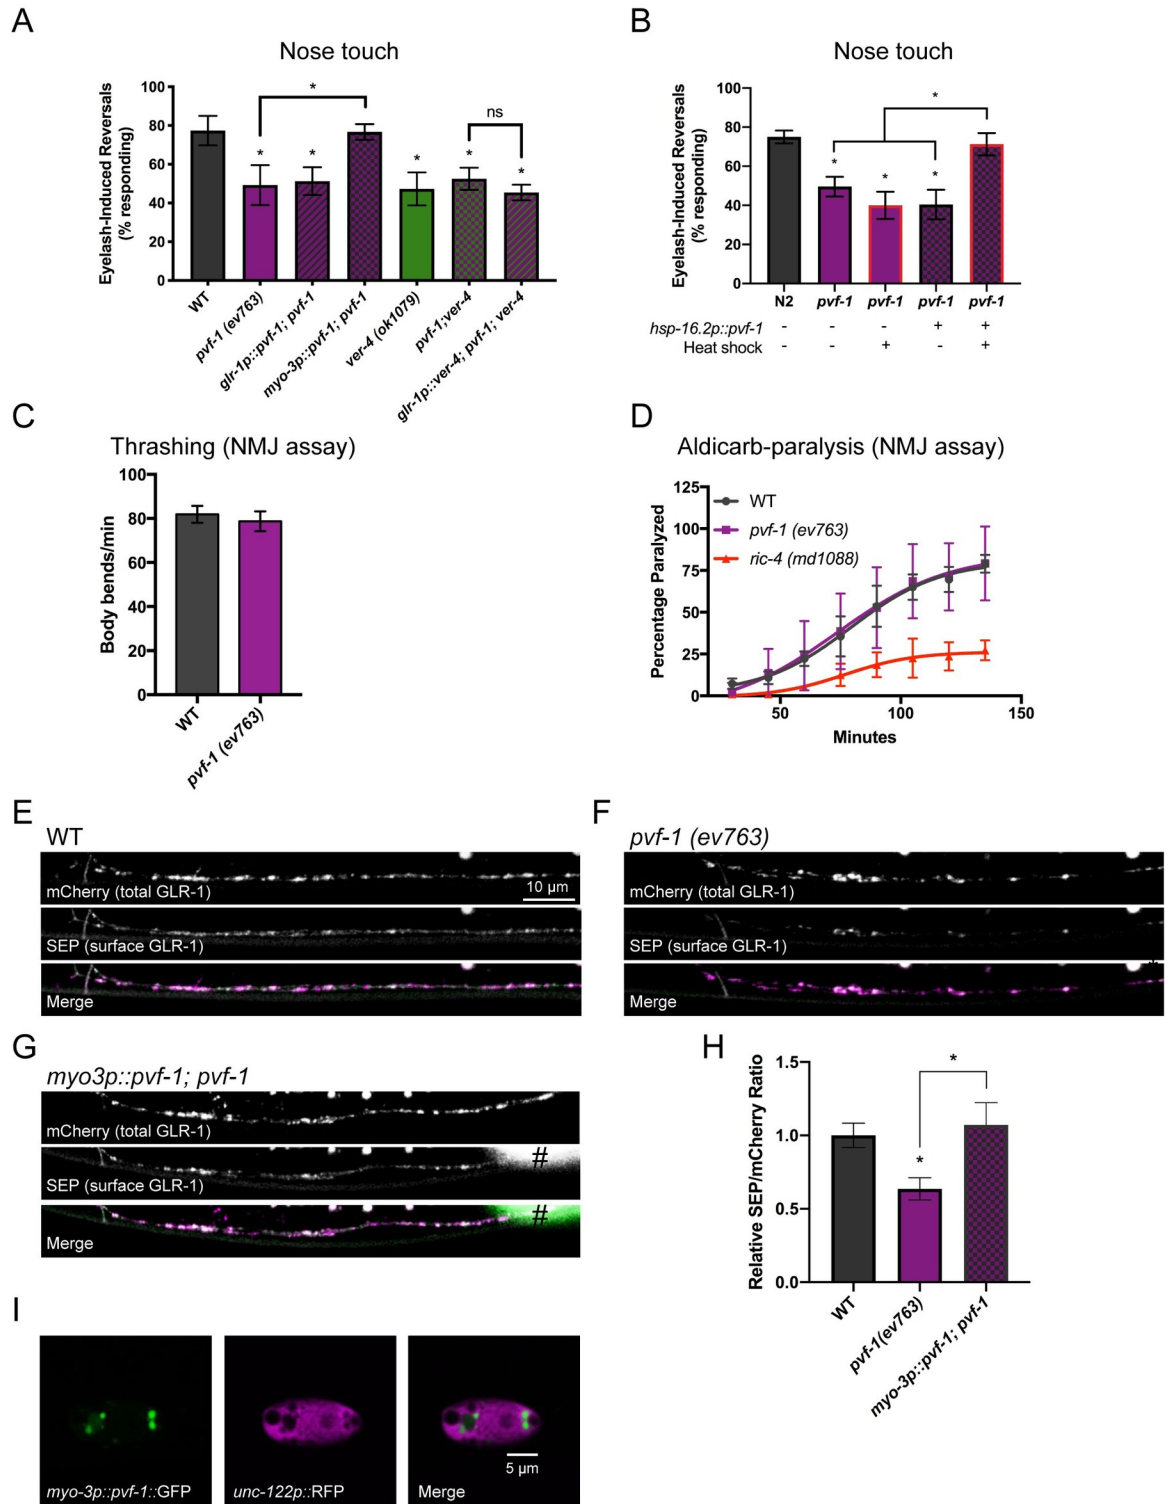 A
Nose touch
Eyelash-Induced Reversals
(% responding)
100
80
60
40
20
0
*
*
*
*
ns
*
*
WT
pvf-1 (ev763)
glr-1p::pvf-1; pvf-1
myo-3p::pvf-1; pvf-1
ver-4 (ok1079)
pvf-1;ver-4
glr-1p::ver-4; pvf-1; ver-4
B
Nose touch
Eyelash-Induced Reversals
(% responding)
100
80
60
40
20
0
*
*
*
*
N2 pvf-1 pvf-1 pvf-1 pvf-1
hsp-16.2p::pvf-1 - - - + +
Heat shock - - + - +
C
Thrashing (NMJ assay)
Body bends/min
100
80
60
40
20
0
WT
pvf-1 (ev763)
D
Aldicarb-paralysis (NMJ assay)
Percentage Paralyzed
125
100
75
50
25
0
WT
pvf-1 (ev763)
ric-4 (md1088)
50 100 150
Minutes
E
WT
mCherry (total GLR-1)
10 µm
SEP (surface GLR-1)
Merge
F
pvf-1 (ev763)
mCherry (total GLR-1)
SEP (surface GLR-1)
*
Merge
G
myo3p::pvf-1; pvf-1
mCherry (total GLR-1)
SEP (surface GLR-1)
#
Merge
#
H
Relative SEP/mCherry Ratio
1.5
1.0
0.5
0.0
*
*
WT
pvf-1(ev763)
myo-3p::pvf-1; pvf-1
I
myo-3p::pvf-1::GFP
unc-122p::RFP
Merge
5 µm